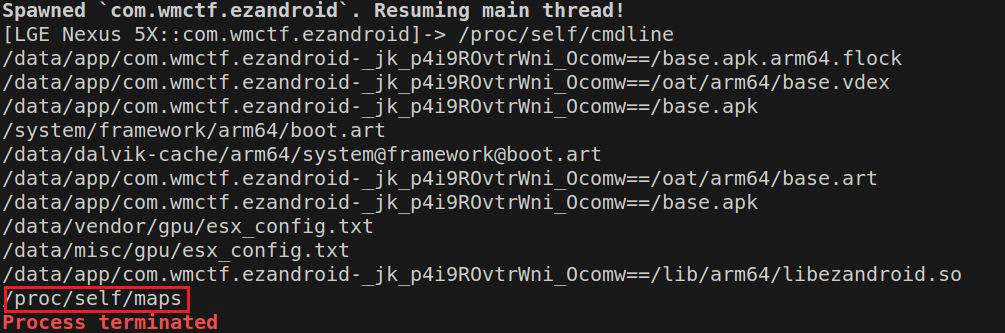 Spawned `com.wmctf.ezandroid`. Resuming main thread!
[LGE Nexus 5X::com.wmctf.ezandroid]-> /proc/self/cmdline
/data/app/com.wmctf.ezandroid-_jk_p4i9ROvtrWni_Ocomw==/base.apk.arm64.flock
/data/app/com.wmctf.ezandroid-_jk_p4i9ROvtrWni_Ocomw==/oat/arm64/base.vdex
/data/app/com.wmctf.ezandroid-_jk_p4i9ROvtrWni_Ocomw==/base.apk
/system/framework/arm64/boot.art
/data/dalvik-cache/arm64/system@framework@boot.art
/data/app/com.wmctf.ezandroid-_jk_p4i9ROvtrWni_Ocomw==/oat/arm64/base.art
/data/app/com.wmctf.ezandroid-_jk_p4i9ROvtrWni_Ocomw==/base.apk
/data/vendor/gpu/esx_config.txt
/data/misc/gpu/esx_config.txt
/data/app/com.wmctf.ezandroid-_jk_p4i9ROvtrWni_Ocomw==/lib/arm64/libezandroid.so
/proc/self/maps
Process terminated